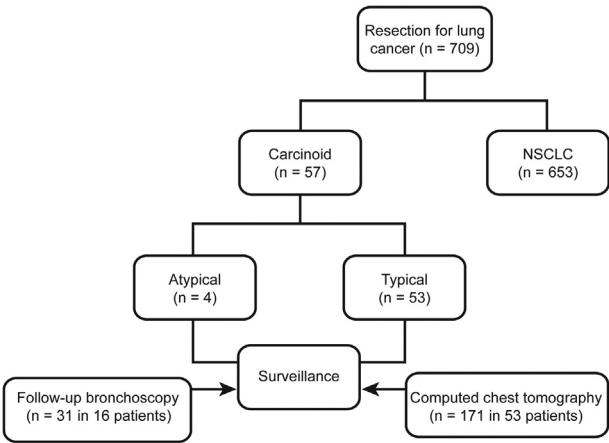 Resection for lung
cancer (n = 709)
Carcinoid
(n = 57)
NSCLC
(n = 653)
Atypical
(n = 4)
Typical
(n = 53)
Surveillance
Follow-up bronchoscopy
(n = 31 in 16 patients)
Computed chest tomography
(n = 171 in 53 patients)